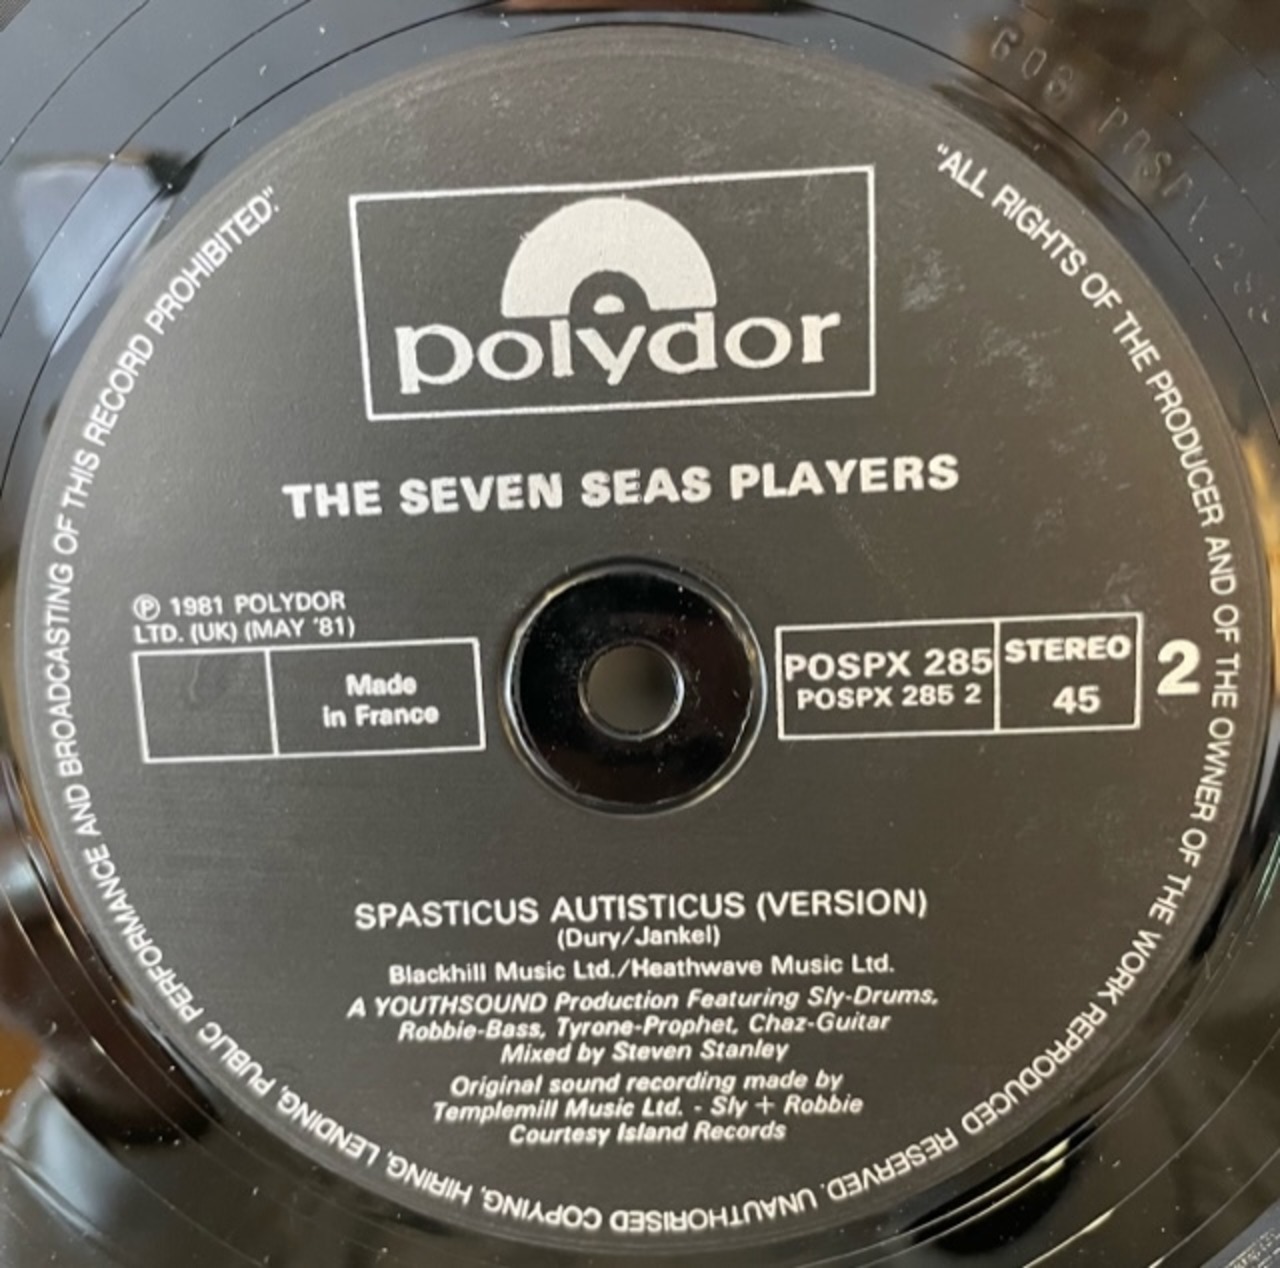 polydor
THE SEVEN SEAS PLAYERS
℗ 1981 POLYDOR
LTD. (UK) (MAY '81)
Made
in France
POSPX 285
POSPX 285 2
STEREO
45
2
SPASTICUS AUTISTICUS (VERSION)
(Dury/Jankel)
Blackhill Music Ltd./Heathwave Music Ltd.
A YOUTHSOUND Production Featuring Sly-Drums,
Robbie-Bass, Tyrone-Prophet, Chaz-Guitar
Mixed by Steven Stanley
Original sound recording made by
Templemill Music Ltd. - Sly + Robbie
Courtesy Island Records
"ALL RIGHTS OF THE PRODUCER AND OF THE OWNER OF THE WORK REPRODUCED RESERVED. UNAUTHORISED COPYING, HIRING, LENDING, PUBLIC PERFORMANCE AND BROADCASTING OF THIS RECORD PROHIBITED".